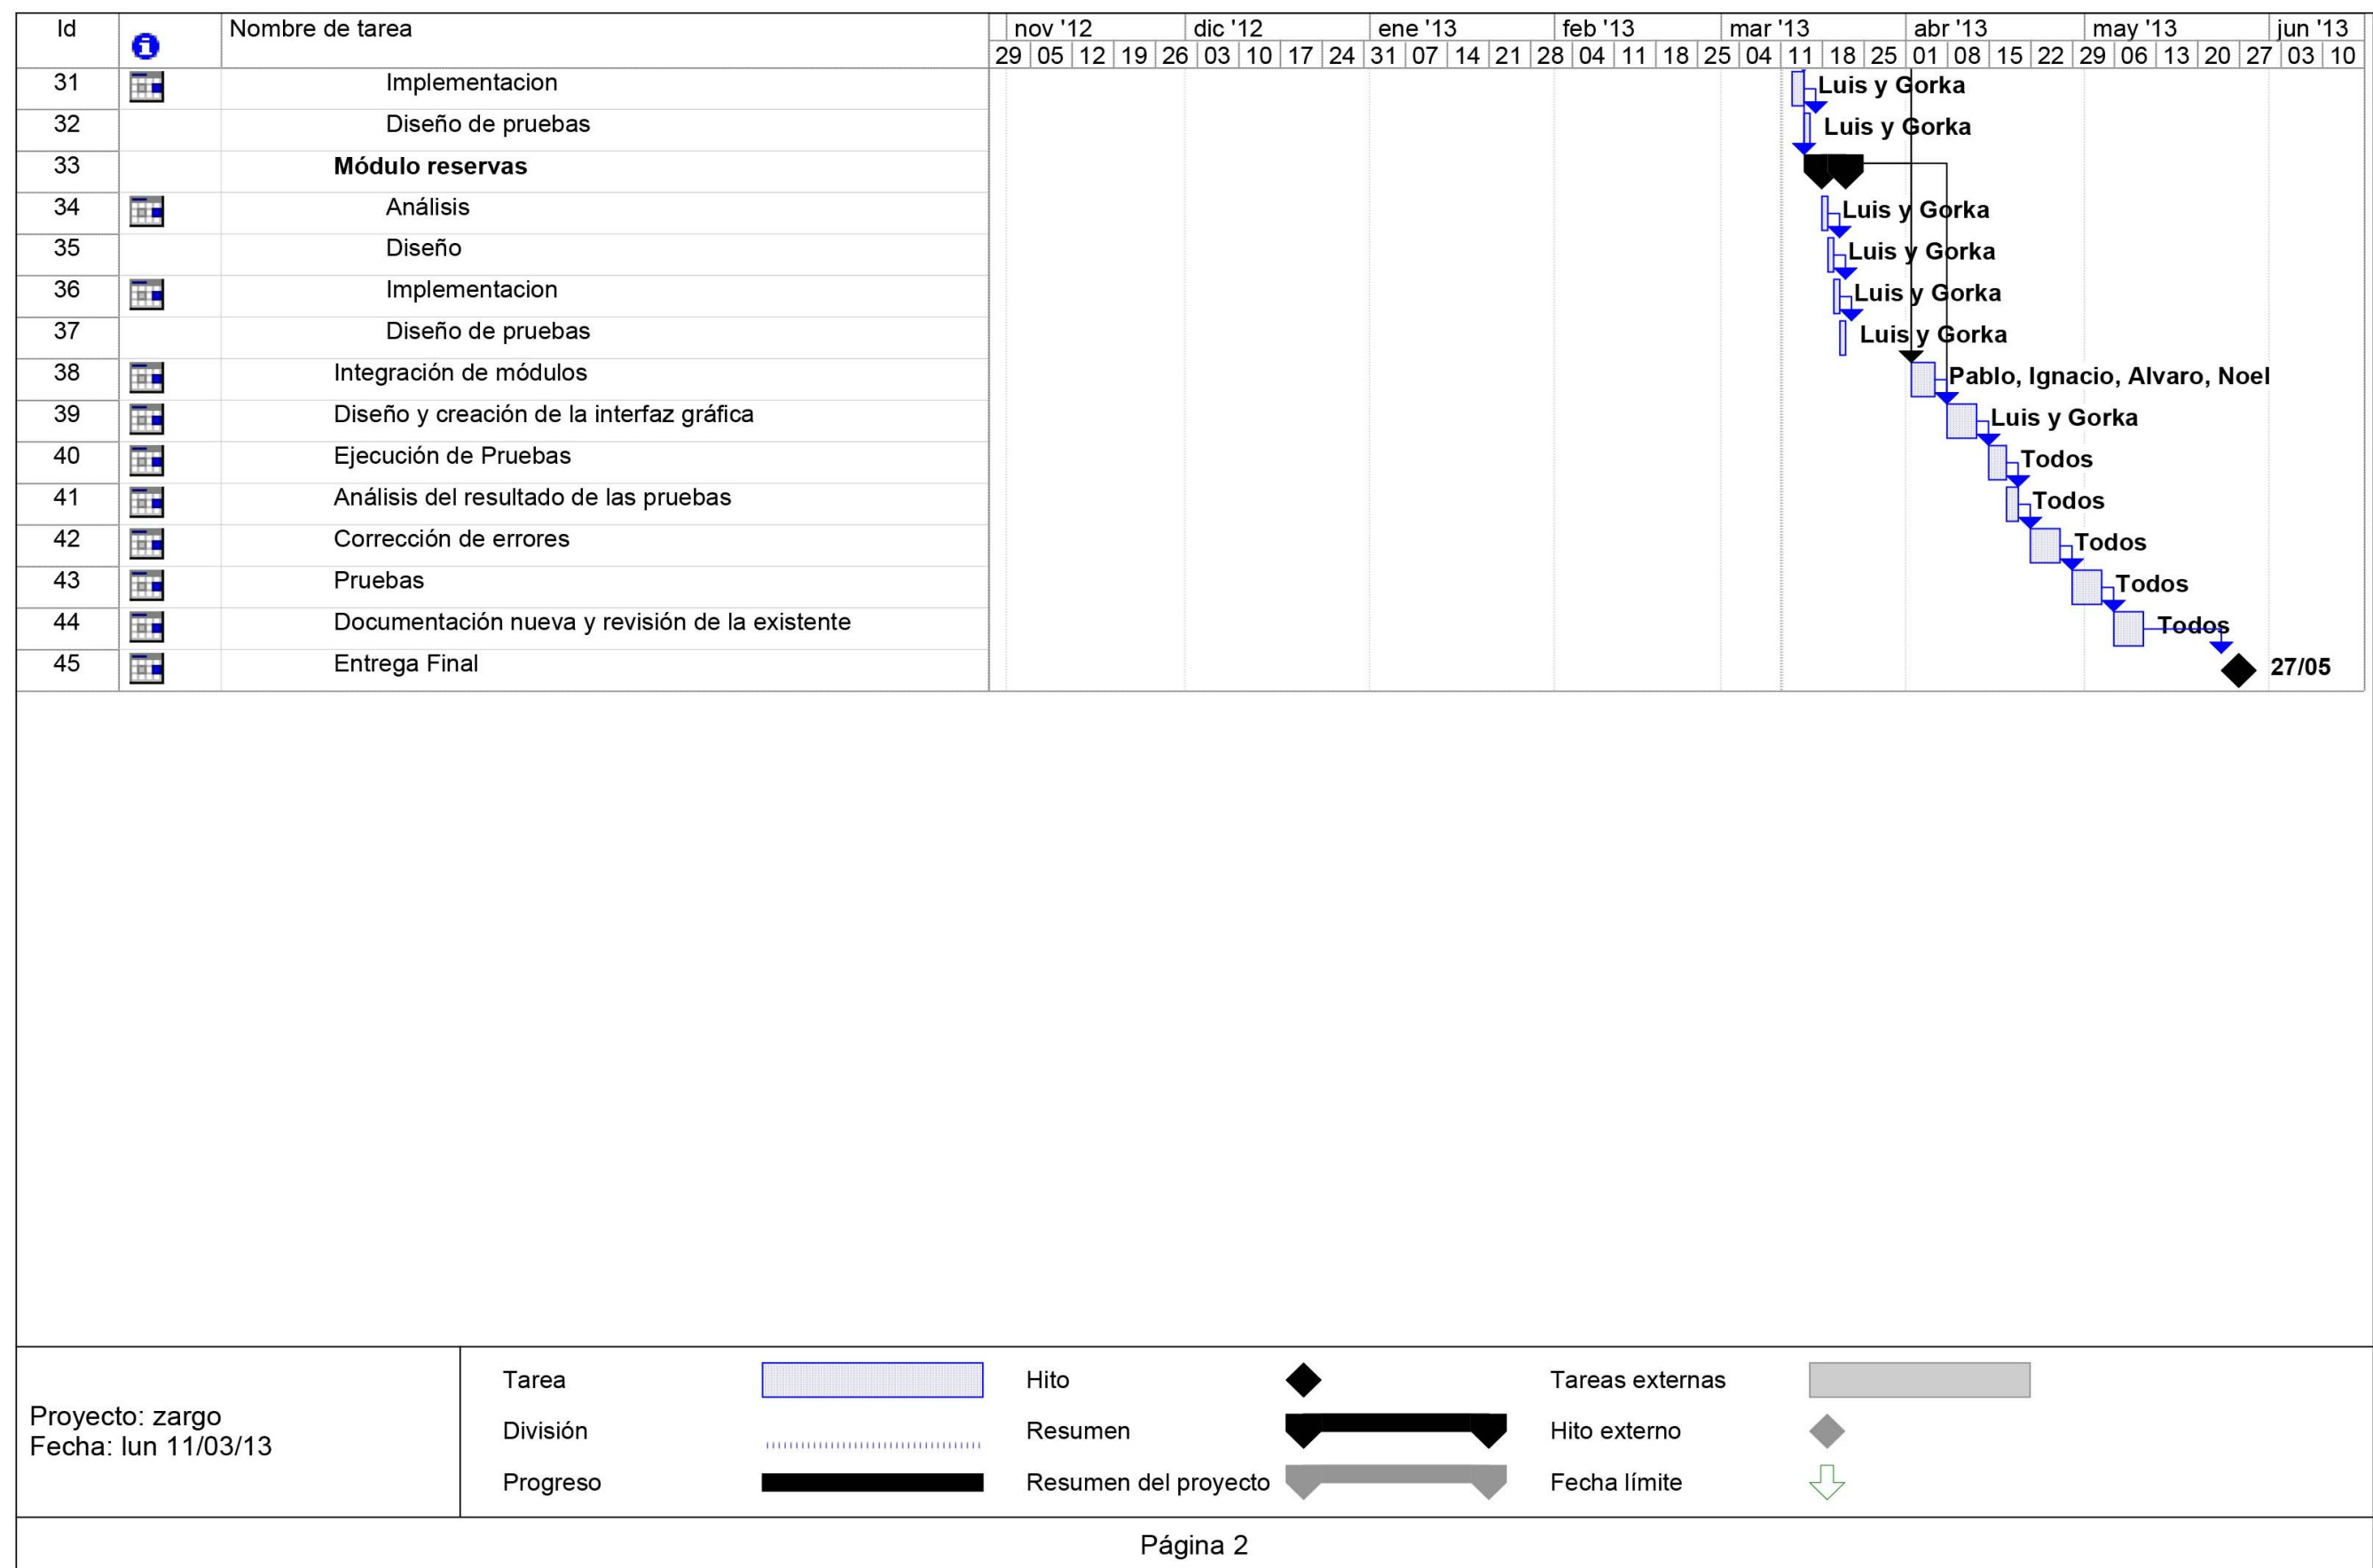 Id Nombre de tarea nov '12 dic '12 ene '13 feb '13 mar '13 abr '13 may '13 jun '13
29 05 12 19 26 03 10 17 24 31 07 14 21 28 04 11 18 25 04 11 18 25 01 08 15 22 29 06 13 20 27 03 10
31 Implementacion Luis y Gorka
32 Diseño de pruebas Luis y Gorka
33 Módulo reservas
34 Análisis Luis y Gorka
35 Diseño Luis y Gorka
36 Implementacion Luis y Gorka
37 Diseño de pruebas Luis y Gorka
38 Integración de módulos Pablo, Ignacio, Alvaro, Noel
39 Diseño y creación de la interfaz gráfica Luis y Gorka
40 Ejecución de Pruebas Todos
41 Análisis del resultado de las pruebas Todos
42 Corrección de errores Todos
43 Pruebas Todos
44 Documentación nueva y revisión de la existente Todos
45 Entrega Final 27/05
Proyecto: zargo
Fecha: lun 11/03/13
Tarea Hito Tareas externas
División Resumen Hito externo
Progreso Resumen del proyecto Fecha límite
Página 2